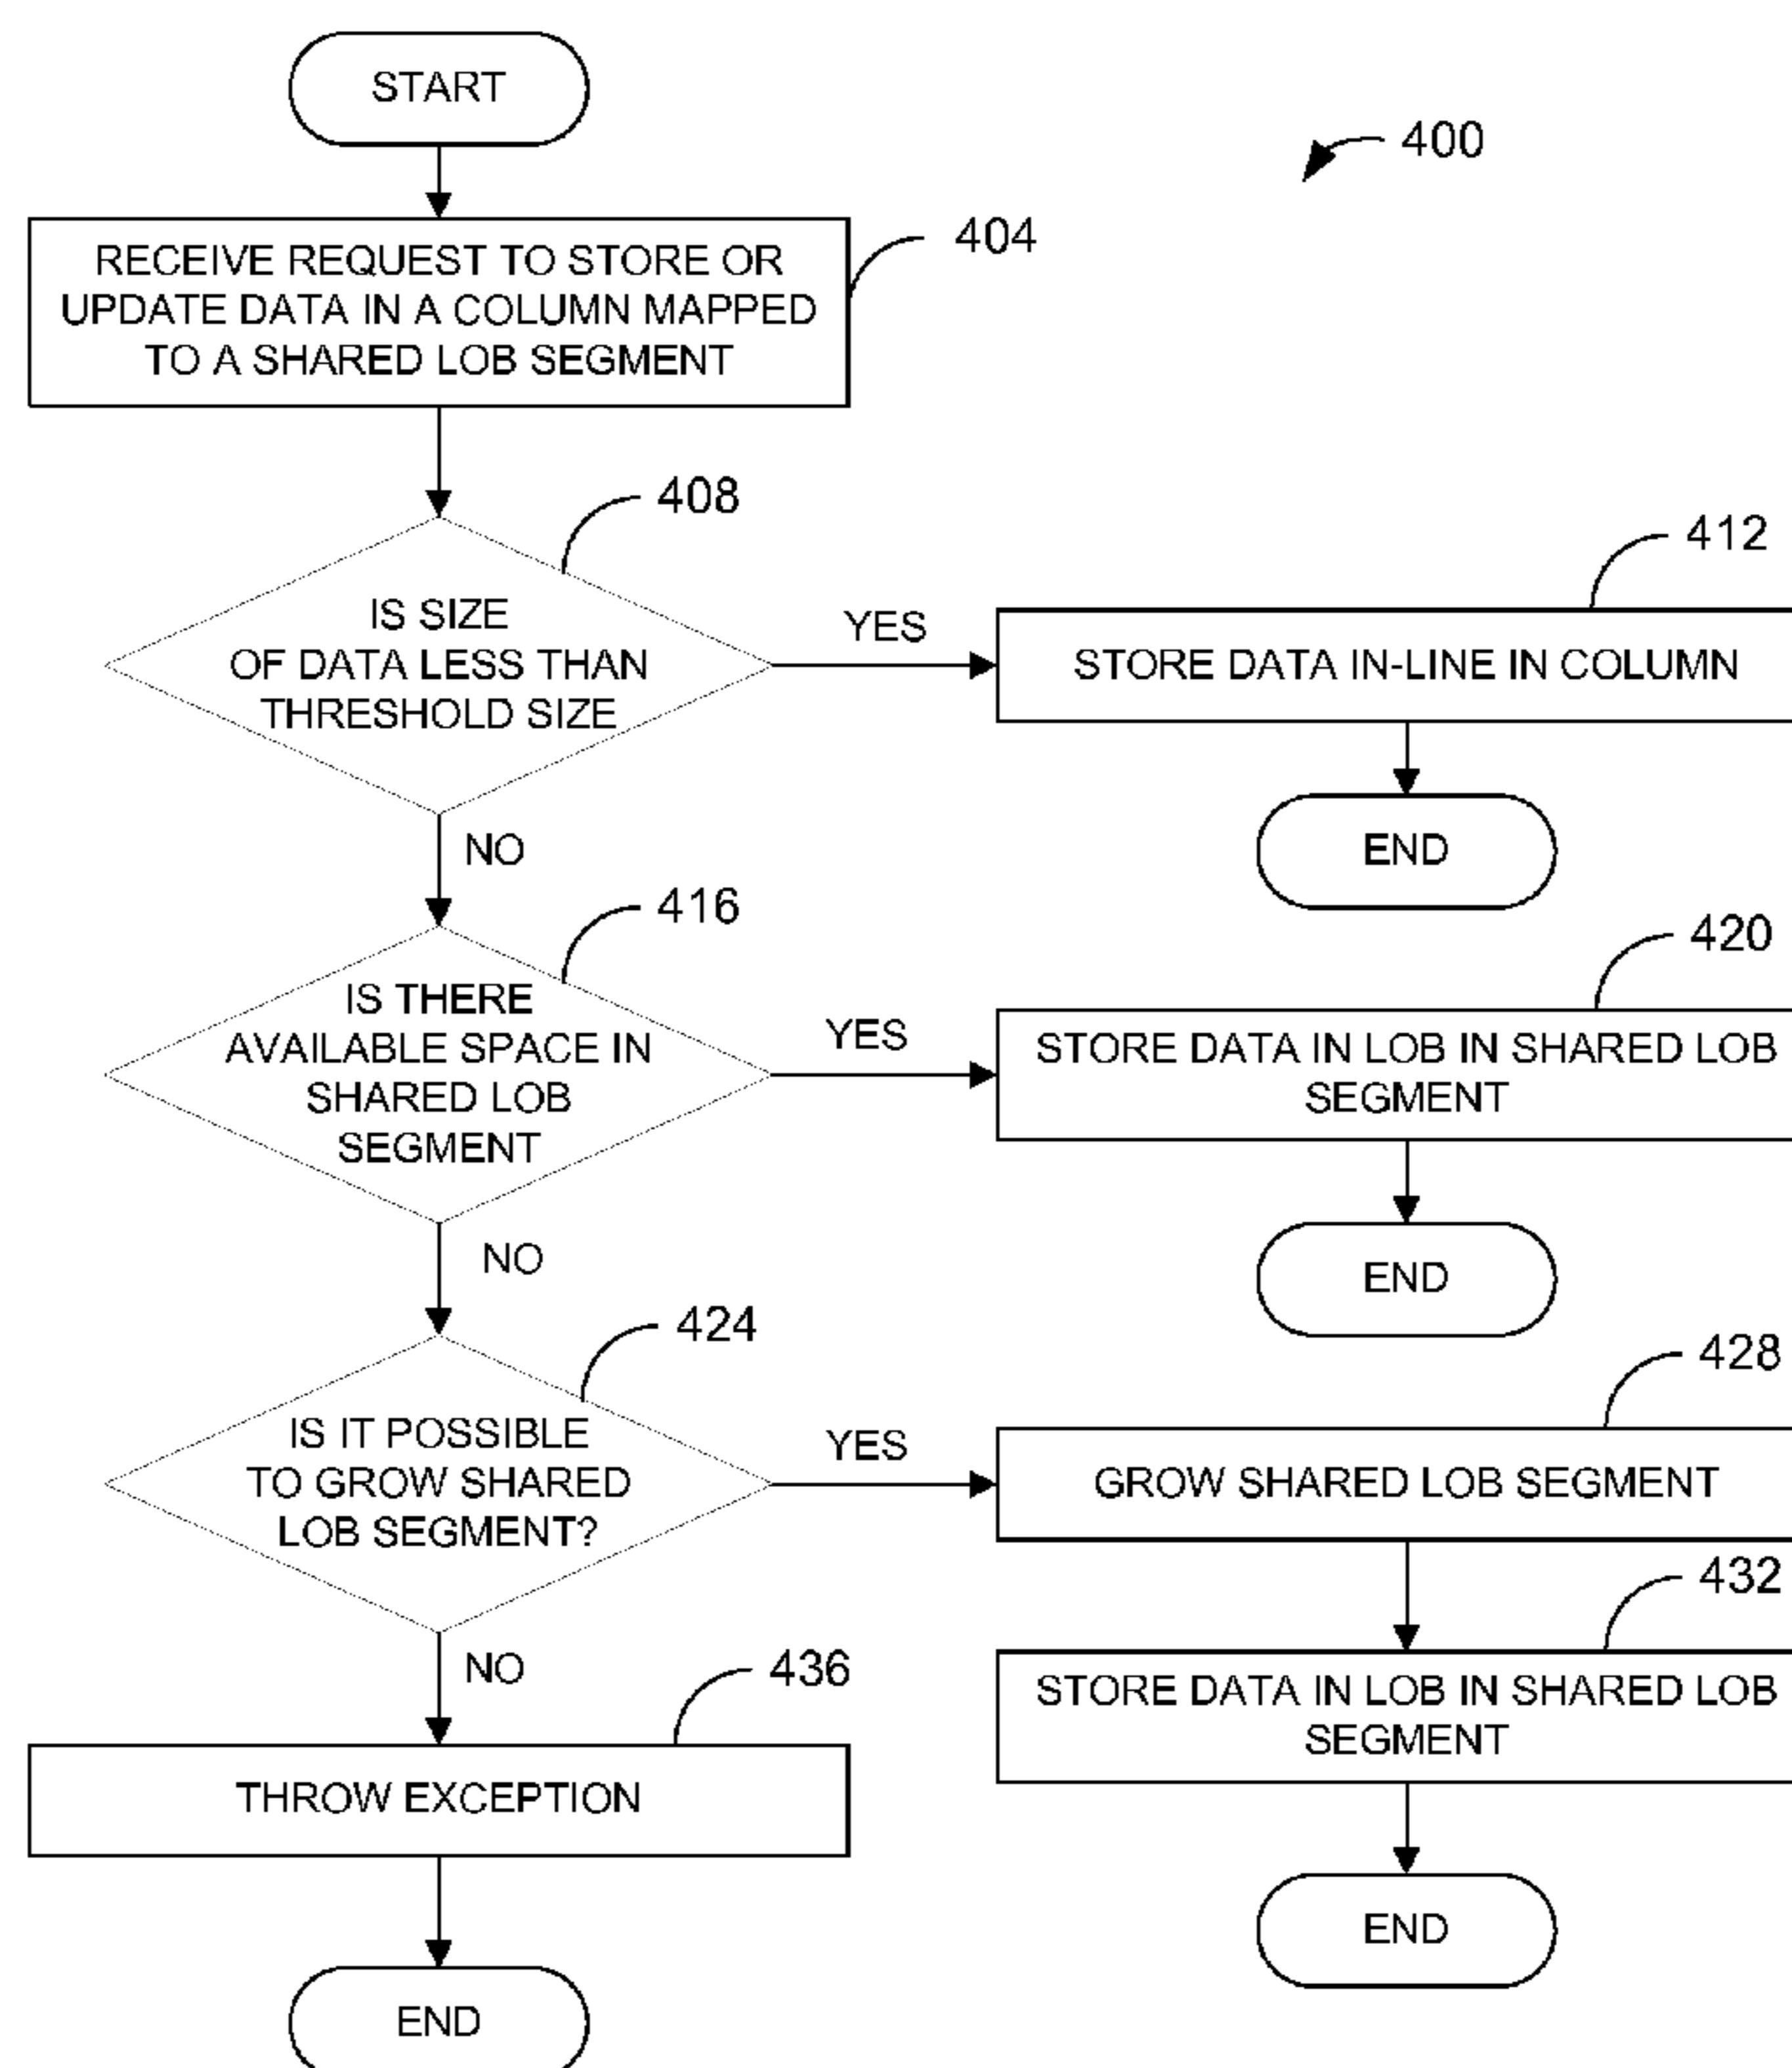 START
400
RECEIVE REQUEST TO STORE OR
UPDATE DATA IN A COLUMN MAPPED
TO A SHARED LOB SEGMENT
404
408
IS SIZE
OF DATA LESS THAN
THRESHOLD SIZE
YES
412
STORE DATA IN-LINE IN COLUMN
END
NO
416
IS THERE
AVAILABLE SPACE IN
SHARED LOB
SEGMENT
YES
420
STORE DATA IN LOB IN SHARED LOB
SEGMENT
END
NO
424
IS IT POSSIBLE
TO GROW SHARED
LOB SEGMENT?
YES
428
GROW SHARED LOB SEGMENT
432
STORE DATA IN LOB IN SHARED LOB
SEGMENT
END
NO
436
THROW EXCEPTION
END